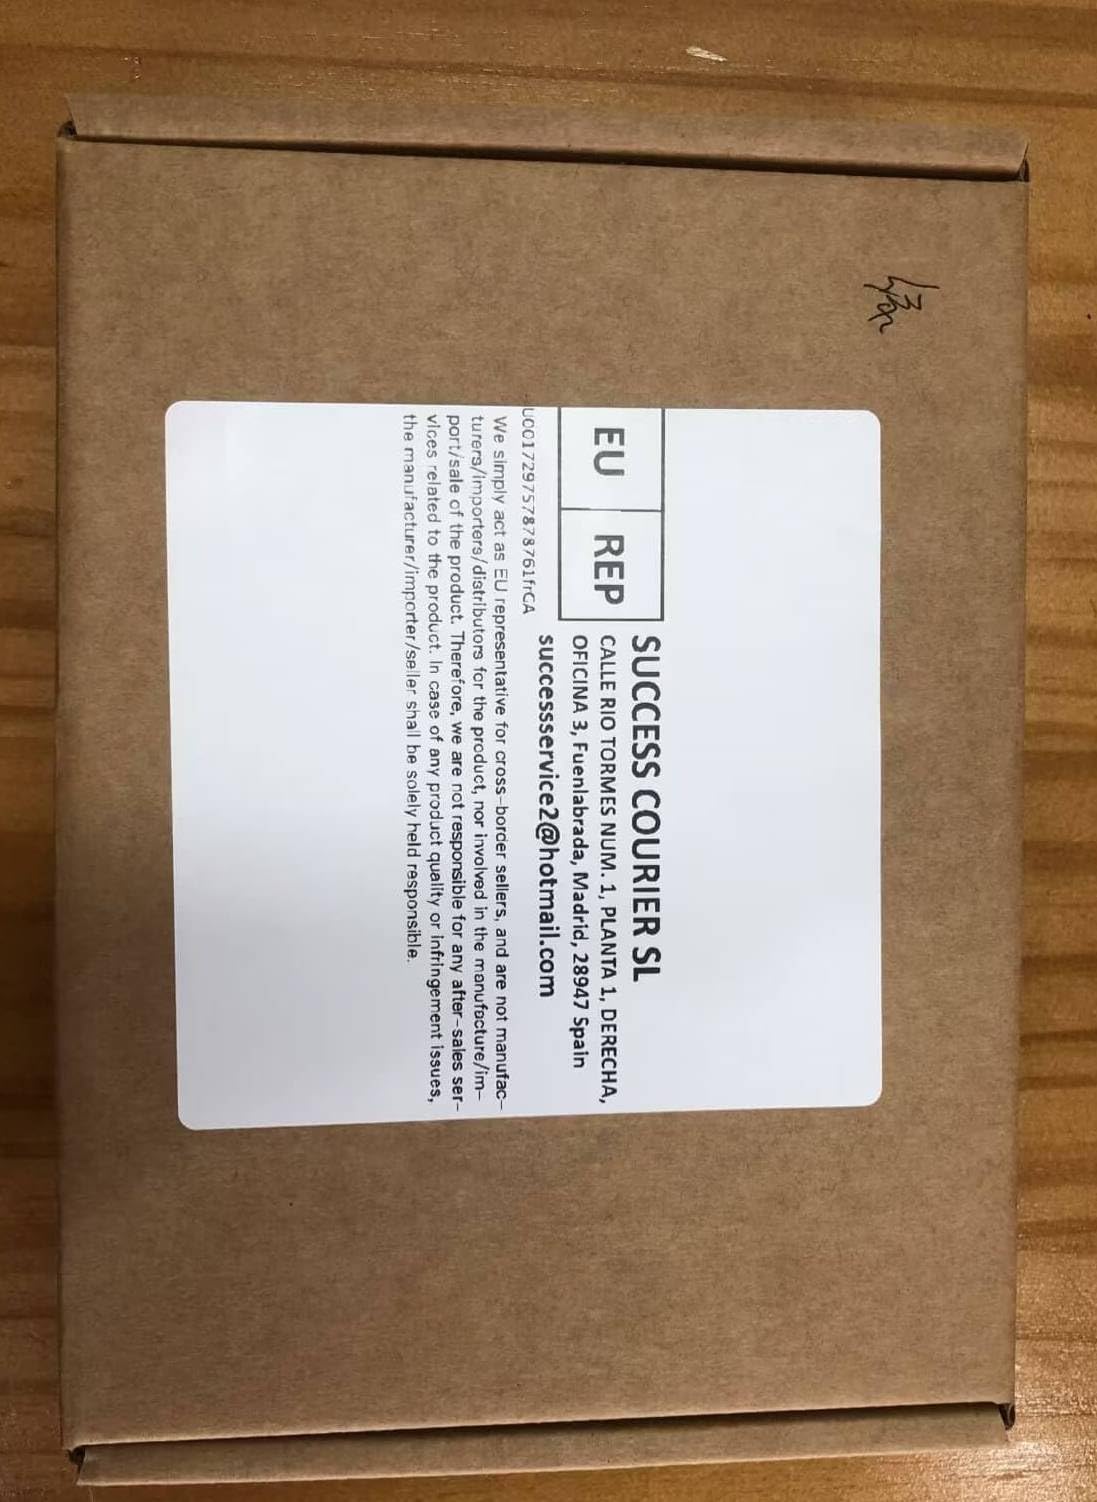 EU REP
SUCCESS COURIER SL
CALLE RIO TORMES NUM. 1, PLANTA 1, DERECHA,
OFICINA 3, Fuenlabrada, Madrid, 28947 Spain
successservice2@hotmail.com
U001729757878761frCA
We simply act as EU representative for cross-border sellers, and are not manufac-
turers/importers/distributors for the product, nor involved in the manufacture/im-
port/sale of the product. Therefore, we are not responsible for any after-sales ser-
vices related to the product. In case of any product quality or infringement issues,
the manufacturer/importer/seller shall be solely held responsible.